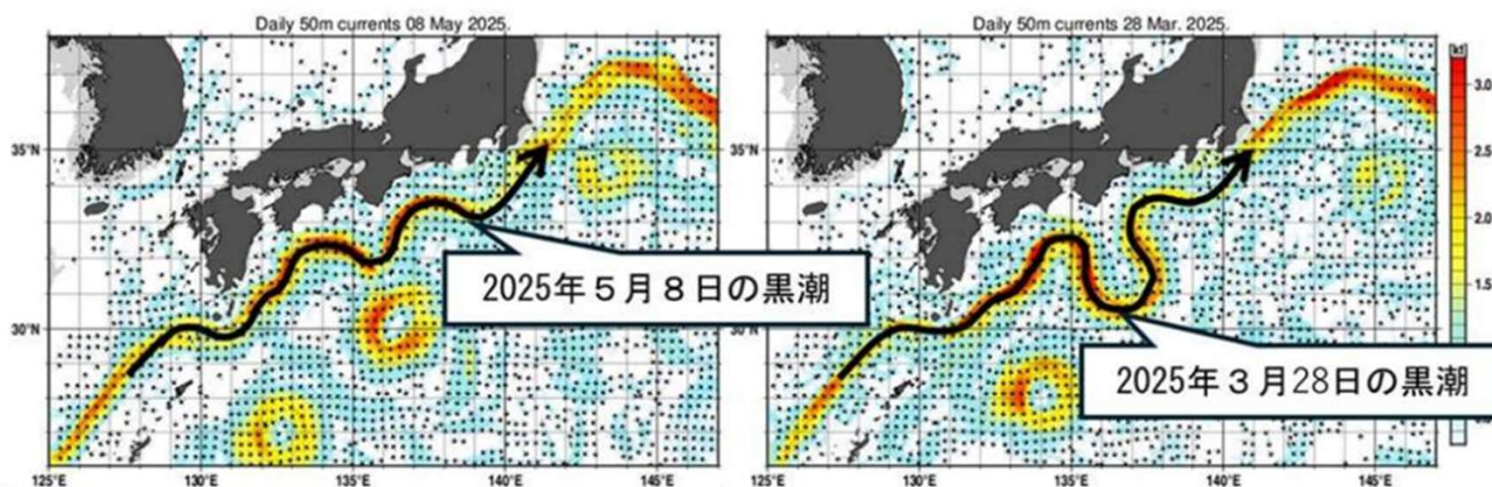 Daily 50m currents 08 May 2025.
35°N
30°N
125°E 130°E 135°E 140°E 145°E
2025年5月8日の黒潮
Daily 50m currents 28 Mar. 2025.
35°N
30°N
125°E 130°E 135°E 140°E 145°E
2025年3月28日の黒潮
kt
3.0
2.5
2.0
1.5